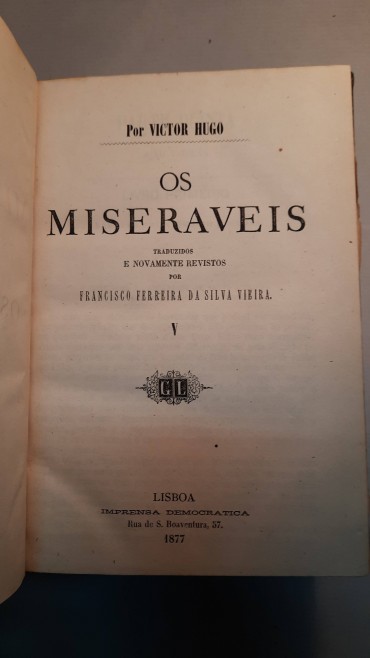 Por VICTOR HUGO
OS
MISERAVEIS
TRADUZIDOS
E NOVAMENTE REVISTOS
POR
FRANCISCO FERREIRA DA SILVA VIEIRA.
V
GL
LISBOA
IMPRENSA DEMOCRATICA
Rua de S. Boaventura, 57.
1877